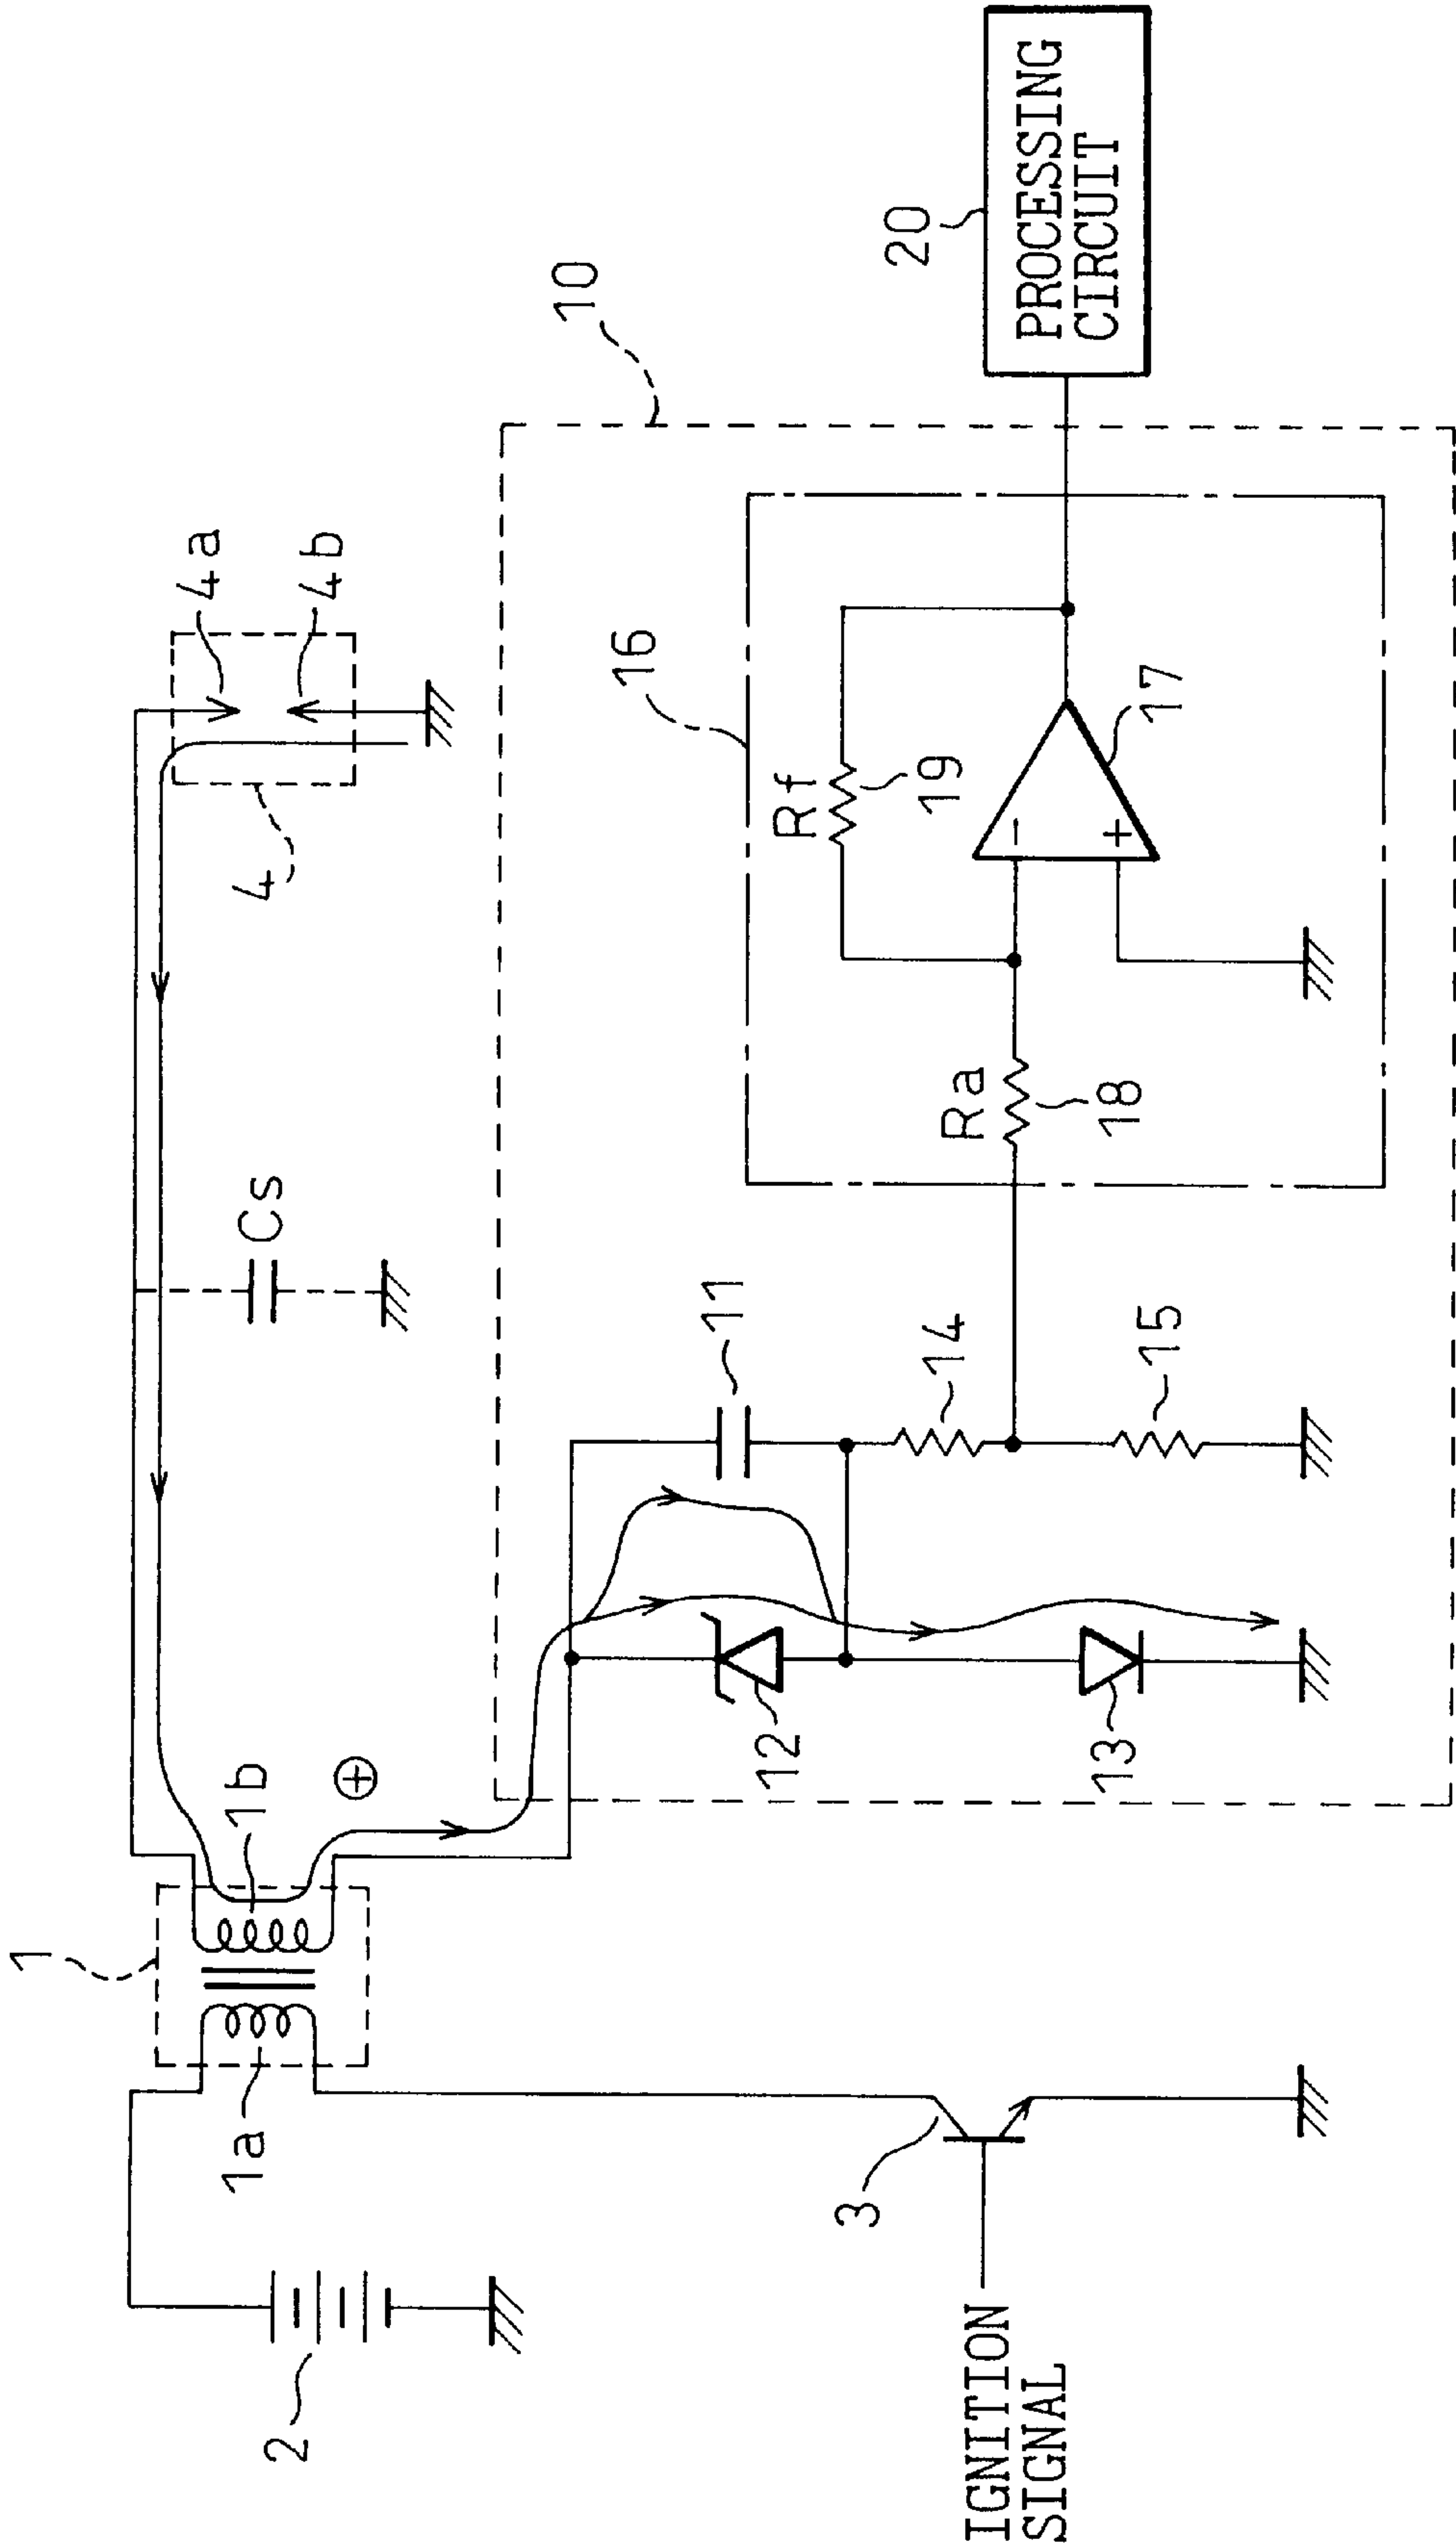 1
1a
1b
⊕
2
3
IGNITION
SIGNAL
Cs
4
4a
4b
10
11
12
13
14
15
16
Ra
18
Rf
19
−
+
17
20
PROCESSING
CIRCUIT